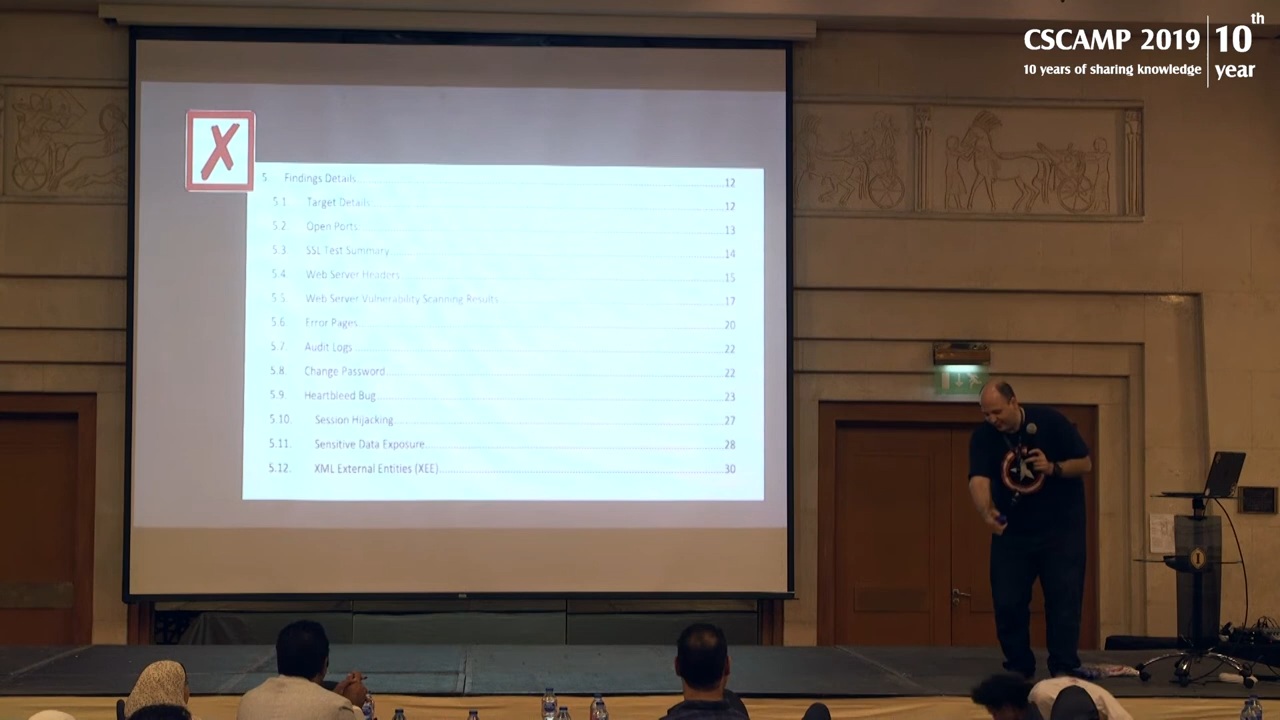 CSCAMP 2019
10 years of sharing knowledge
10th
year
X
5. Findings Details 12
5.1. Target Details 12
5.2. Open Ports 13
5.3. SSL Test Summary 14
5.4. Web Server Headers 15
5.5. Web Server Vulnerability Scanning Results 17
5.6. Error Pages 20
5.7. Audit Logs 22
5.8. Change Password 22
5.9. Heartbleed Bug 23
5.10. Session Hijacking 27
5.11. Sensitive Data Exposure 28
5.12. XML External Entities (XEE) 30